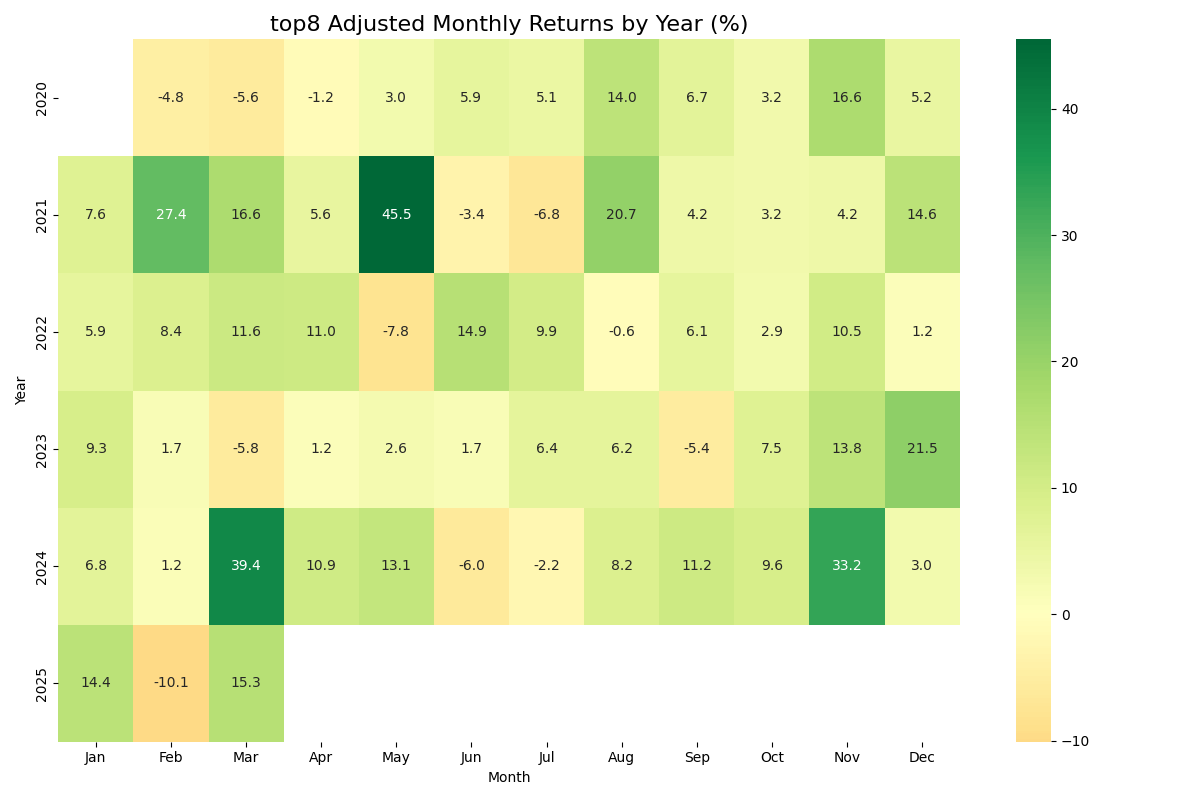 top8 Adjusted Monthly Returns by Year (%)
2020 -4.8 -5.6 -1.2 3.0 5.9 5.1 14.0 6.7 3.2 16.6 5.2
2021 7.6 27.4 16.6 5.6 45.5 -3.4 -6.8 20.7 4.2 3.2 4.2 14.6
2022 5.9 8.4 11.6 11.0 -7.8 14.9 9.9 -0.6 6.1 2.9 10.5 1.2
Year
2023 9.3 1.7 -5.8 1.2 2.6 1.7 6.4 6.2 -5.4 7.5 13.8 21.5
2024 6.8 1.2 39.4 10.9 13.1 -6.0 -2.2 8.2 11.2 9.6 33.2 3.0
2025 14.4 -10.1 15.3
Jan Feb Mar Apr May Jun Jul Aug Sep Oct Nov Dec
Month
40
30
20
10
0
−10